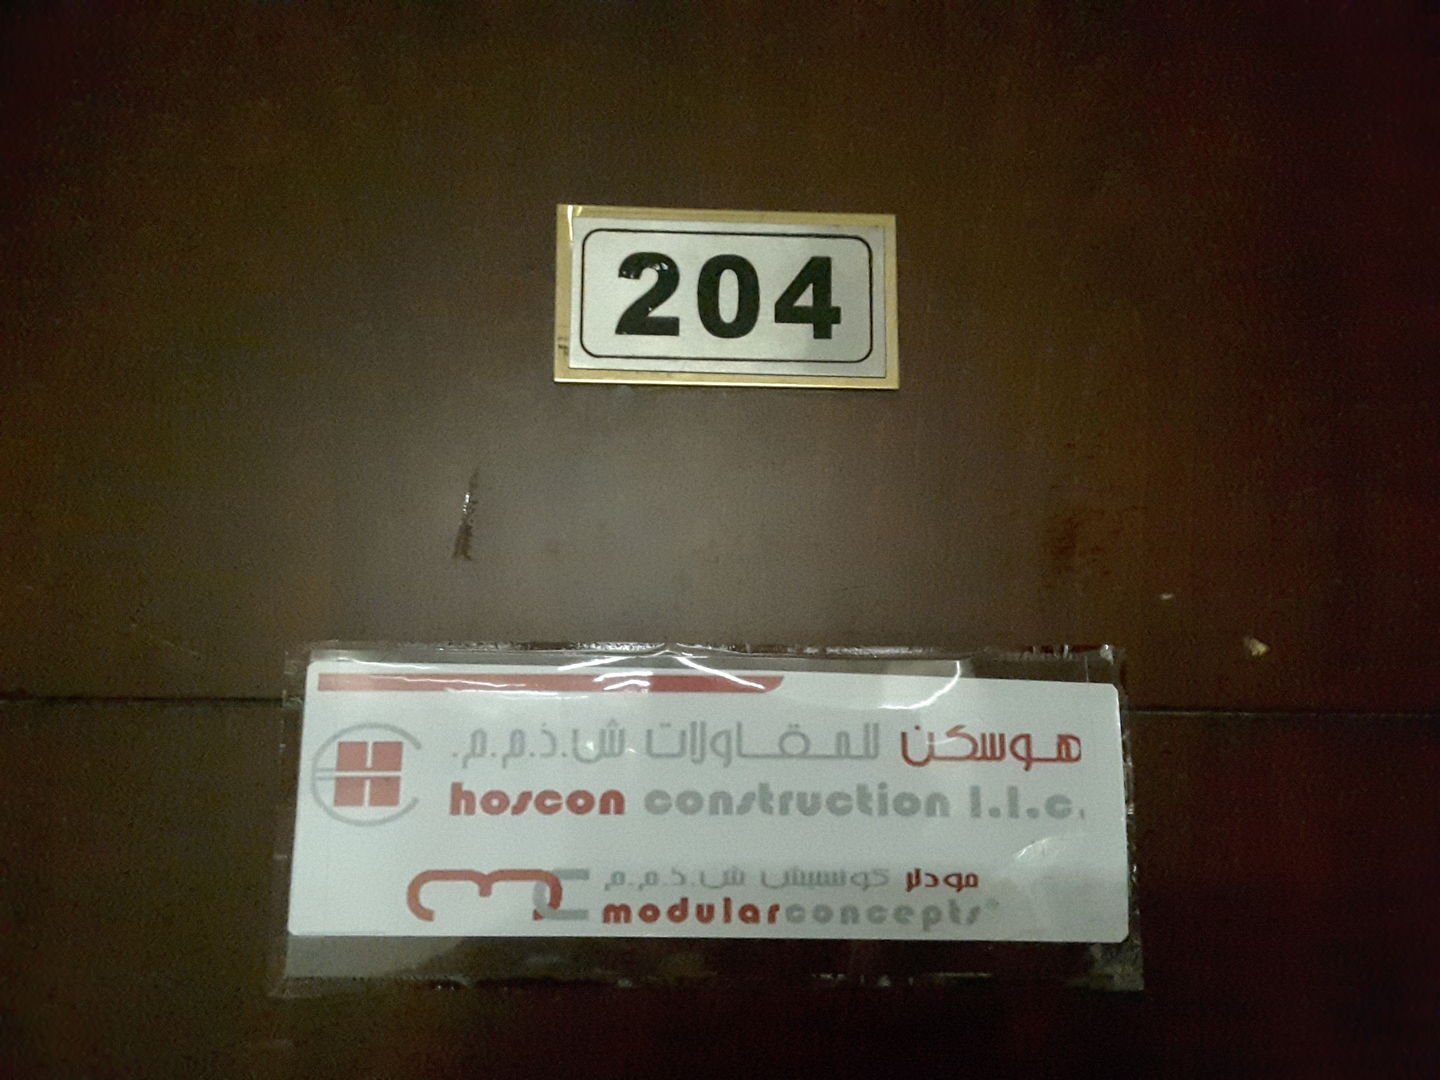 204
هوسكن للمقاولات ش.ذ.م.م.
hoscon construction l.l.c.
مودلر كونسبتس ش.ذ.م.م
modularconcepts